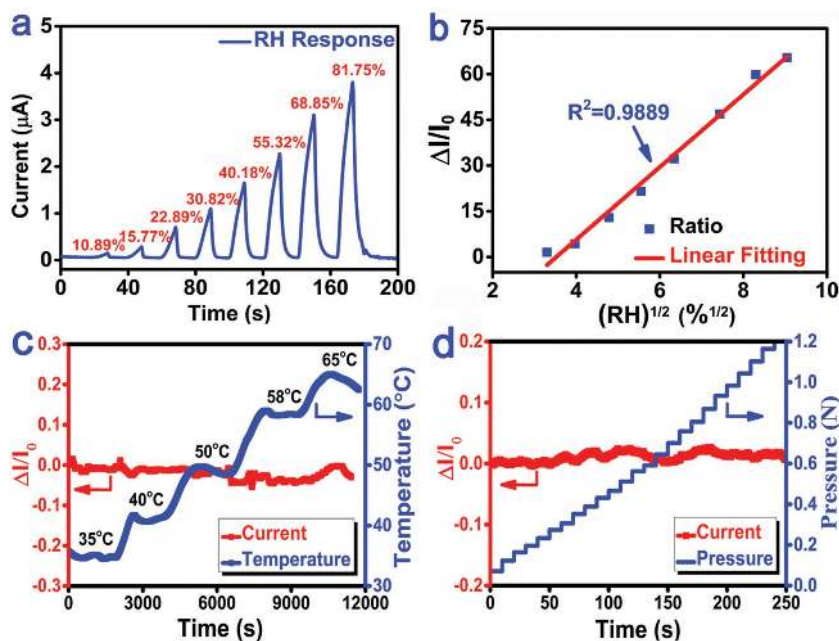 a
RH Response
10.89%
15.77%
22.89%
30.82%
40.18%
55.32%
68.85%
81.75%
Current (μA)
5
4
3
2
1
0
0 40 80 120 160 200
Time (s)
b
R²=0.9889
Ratio
Linear Fitting
ΔI/I₀
75
60
45
30
15
0
2 4 6 8 10
(RH)¹/² (%¹/²)
c
35°C
40°C
50°C
58°C
65°C
Current
Temperature
ΔI/I₀
0.3
0.2
0.1
0.0
-0.1
-0.2
-0.3
Temperature (°C)
70
60
50
40
30
0 3000 6000 9000 12000
Time (s)
d
Current
Pressure
ΔI/I₀
0.2
0.1
0.0
-0.1
-0.2
Pressure (N)
1.2
1.0
0.8
0.6
0.4
0.2
0.0
0 50 100 150 200 250
Time (s)